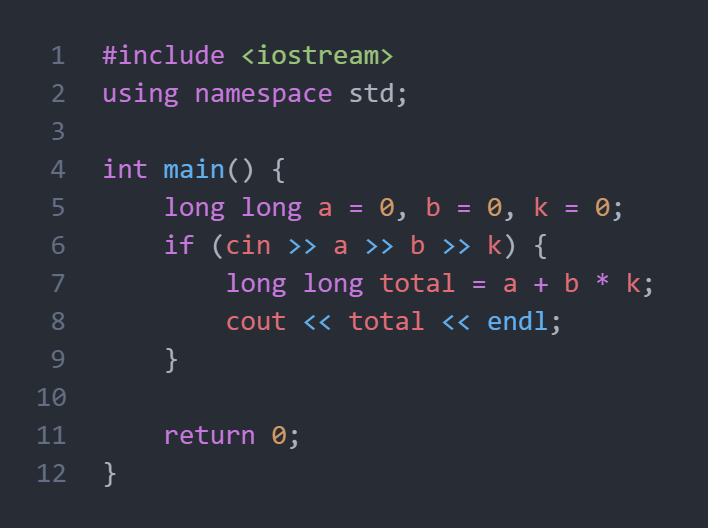 1 #include <iostream>
2 using namespace std;
3
4 int main() {
5     long long a = 0, b = 0, k = 0;
6     if (cin >> a >> b >> k) {
7         long long total = a + b * k;
8         cout << total << endl;
9     }
10
11     return 0;
12 }